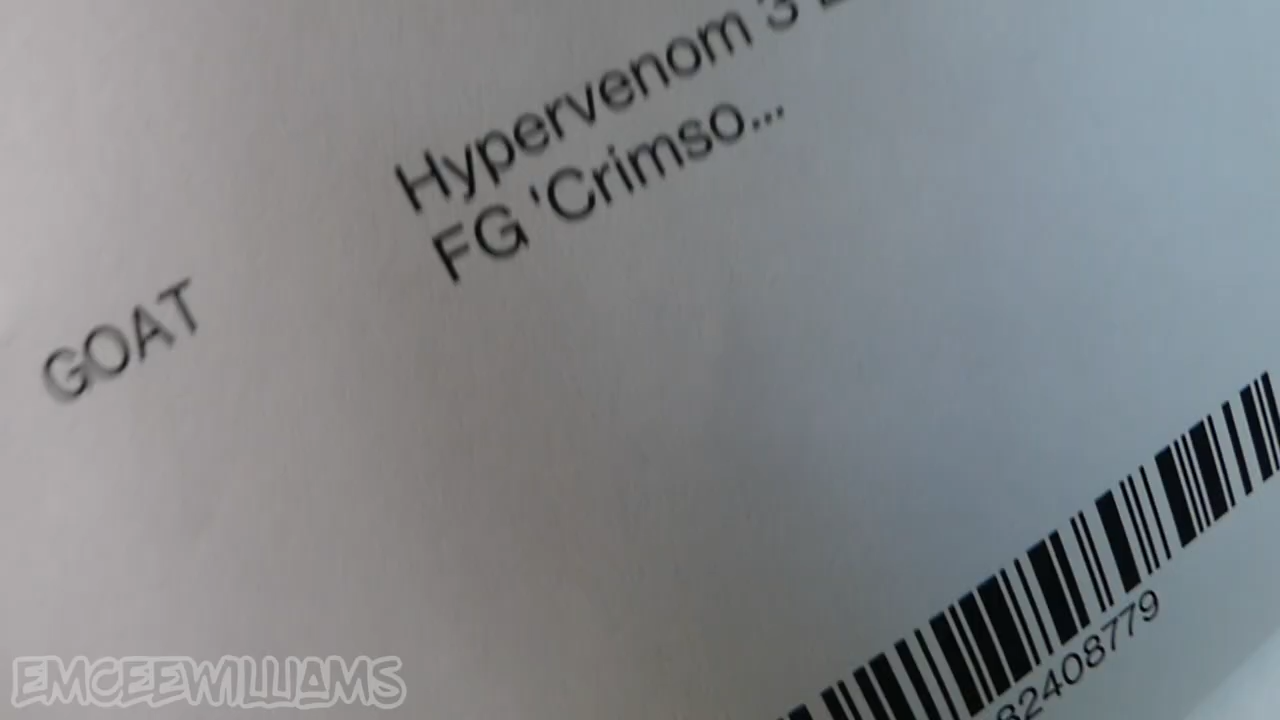 Hypervenom 3
FG 'Crimso...
GOAT
82408779
EMCEEWILLIAMS